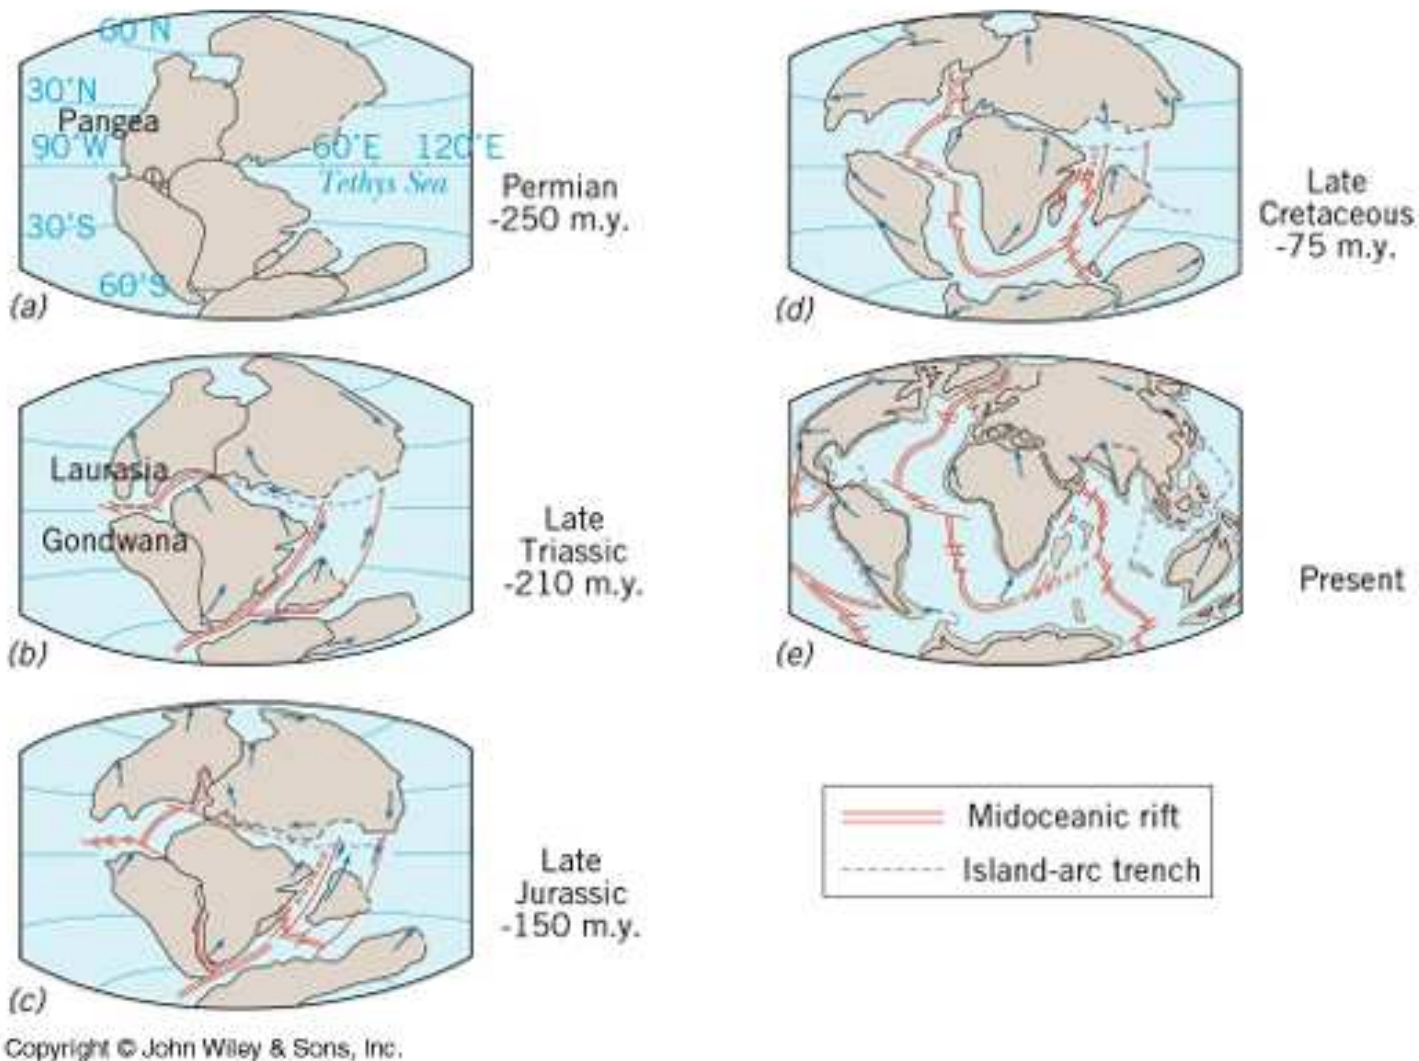 60°N
30°N
Pangea
90°W 60°E 120°E
Tethys Sea
30°S
60°S
(a)
Permian
-250 m.y.
Laurasia
Gondwana
(b)
Late
Triassic
-210 m.y.
(c)
Late
Jurassic
-150 m.y.
(d)
Late
Cretaceous
-75 m.y.
(e)
Present
Midoceanic rift
Island-arc trench
Copyright © John Wiley & Sons, Inc.